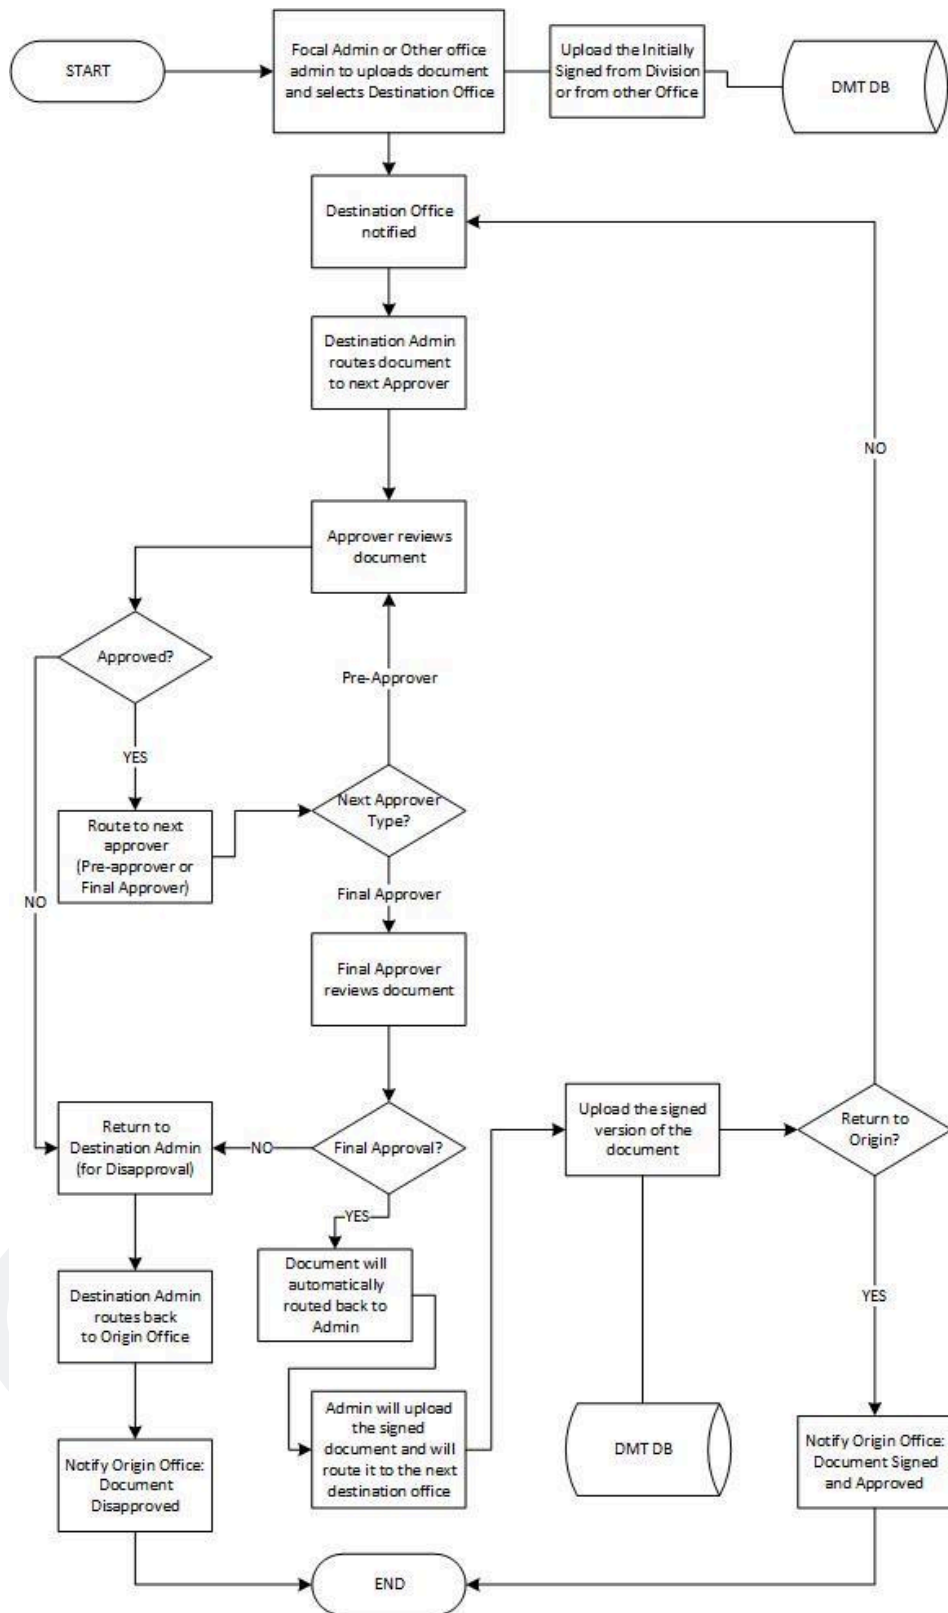 START
Focal Admin or Other office
admin to uploads document
and selects Destination Office
Upload the Initially
Signed from Division
or from other Office
DMT DB
Destination Office
notified
Destination Admin
routes document
to next Approver
NO
Approver reviews
document
Approved?
Pre-Approver
YES
Next Approver
Type?
Route to next
approver
(Pre-approver or
Final Approver)
NO
Final Approver
Final Approver
reviews document
Return to
Destination Admin
(for Disapproval)
NO
Final Approval?
Upload the signed
version of the
document
Return to
Origin?
YES
Document will
automatically
routed back to
Admin
Destination Admin
routes back
to Origin Office
YES
Admin will upload
the signed
document and will
route it to the next
destination office
DMT DB
Notify Origin Office:
Document Signed
and Approved
Notify Origin Office:
Document
Disapproved
END